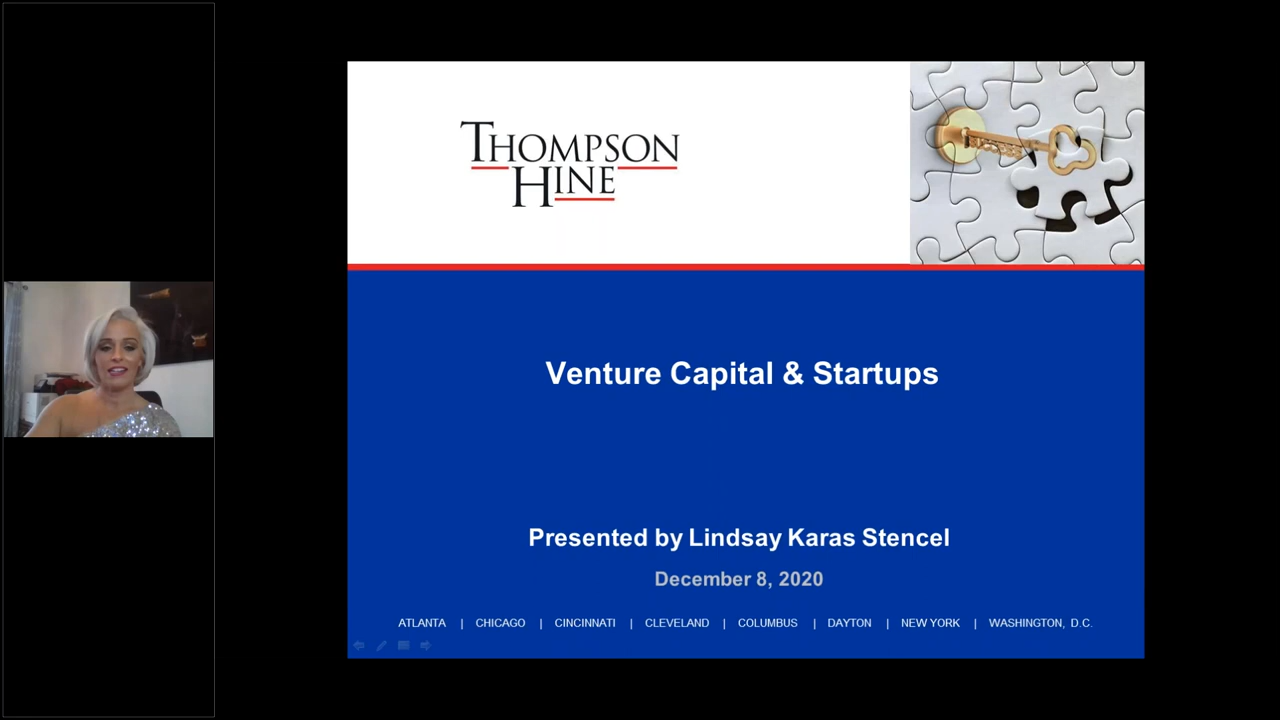 THOMPSON
HINE
Venture Capital & Startups
Presented by Lindsay Karas Stencel
December 8, 2020
ATLANTA | CHICAGO | CINCINNATI | CLEVELAND | COLUMBUS | DAYTON | NEW YORK | WASHINGTON, D.C.